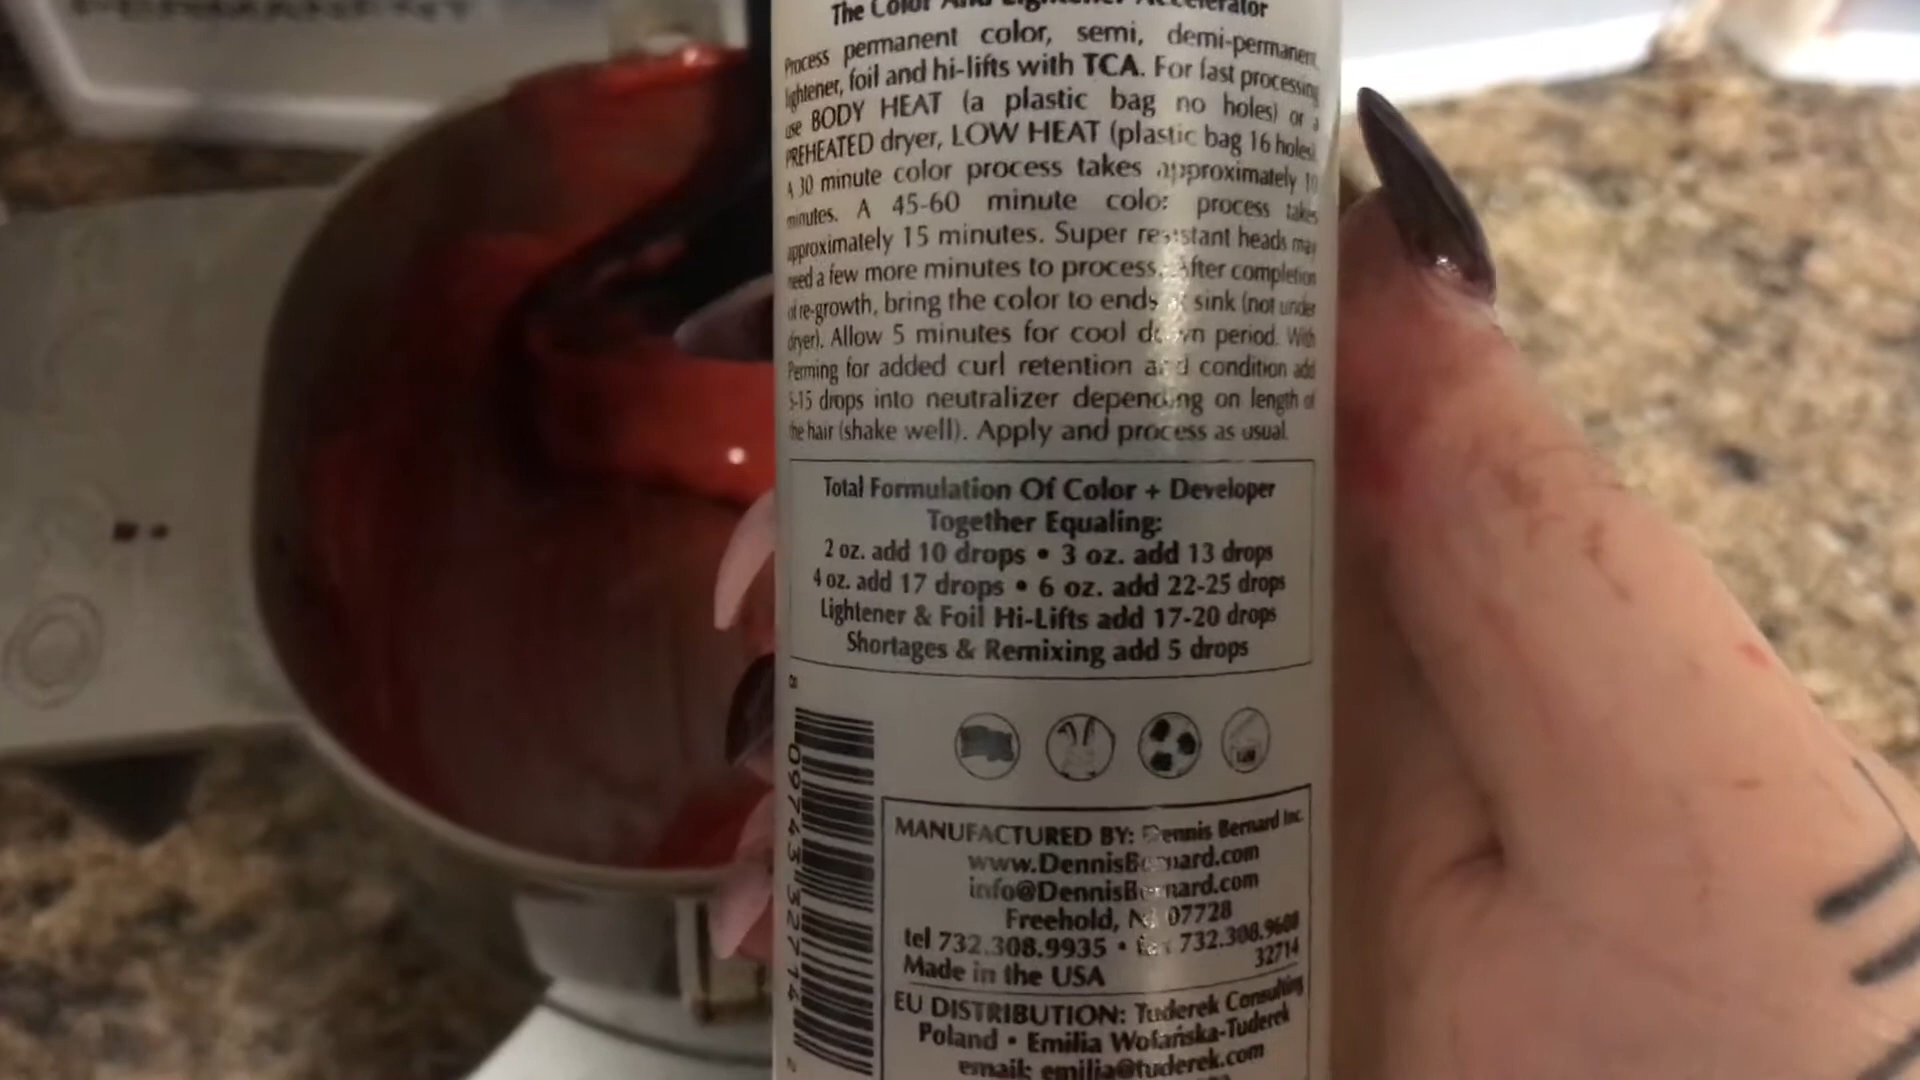 PERMANENT
The Color And Lightener Accelerator
Process permanent color, semi, demi-permanent,
lightener, foil and hi-lifts with TCA. For fast processing
use BODY HEAT (a plastic bag no holes) or a
PREHEATED dryer, LOW HEAT (plastic bag 16 holes).
A 30 minute color process takes approximately 10
minutes. A 45-60 minute color process takes
approximately 15 minutes. Super resistant heads may
need a few more minutes to process. After completion
of re-growth, bring the color to ends at sink (not under
dryer). Allow 5 minutes for cool down period. With
Perming for added curl retention and condition add
5-15 drops into neutralizer depending on length of
the hair (shake well). Apply and process as usual.
Total Formulation Of Color + Developer
Together Equaling:
2 oz. add 10 drops • 3 oz. add 13 drops
4 oz. add 17 drops • 6 oz. add 22-25 drops
Lightener & Foil Hi-Lifts add 17-20 drops
Shortages & Remixing add 5 drops
8 09743 32714 2
MANUFACTURED BY: Dennis Bernard Inc.
www.DennisBernard.com
info@DennisBernard.com
Freehold, NJ 07728
tel 732.308.9935 • fax 732.308.9608
32714
Made in the USA
EU DISTRIBUTION: Tuderek Consulting
Poland • Emilia Wolańska-Tuderek
email: emilia@tuderek.com